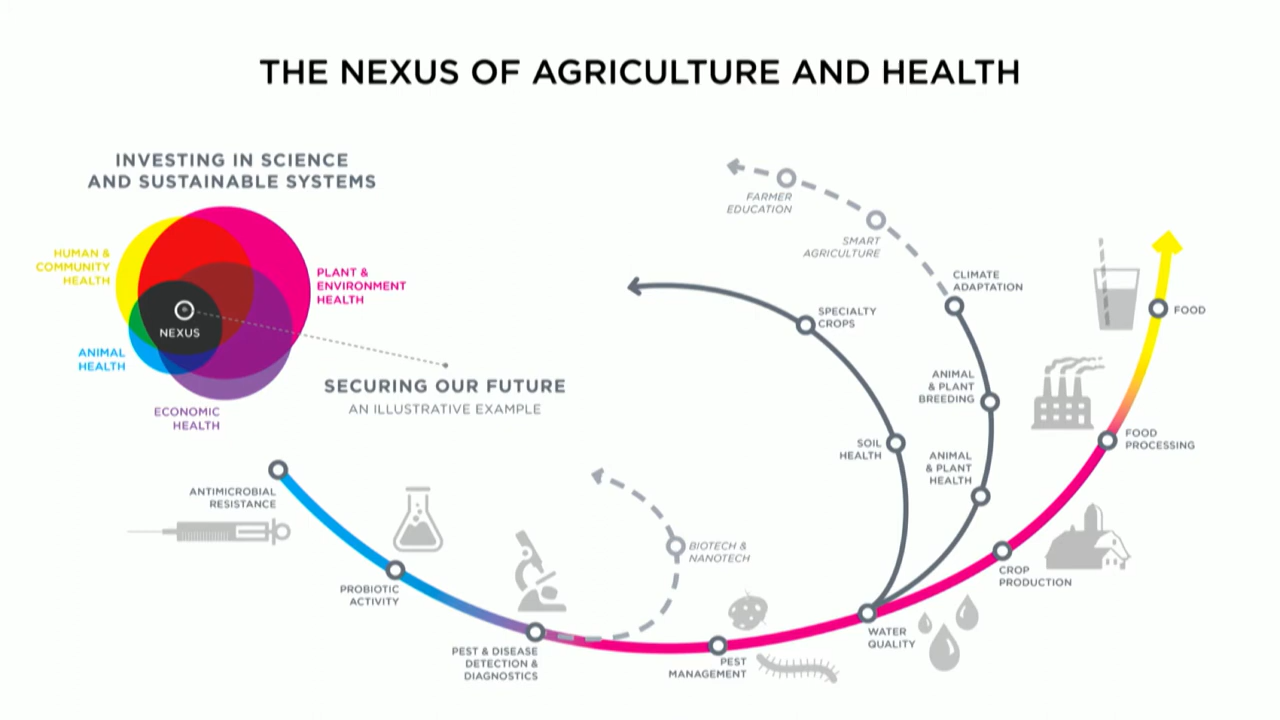 THE NEXUS OF AGRICULTURE AND HEALTH
INVESTING IN SCIENCE
AND SUSTAINABLE SYSTEMS
HUMAN &
COMMUNITY
HEALTH
PLANT &
ENVIRONMENT
HEALTH
NEXUS
ANIMAL
HEALTH
ECONOMIC
HEALTH
SECURING OUR FUTURE
AN ILLUSTRATIVE EXAMPLE
ANTIMICROBIAL
RESISTANCE
PROBIOTIC
ACTIVITY
PEST & DISEASE
DETECTION &
DIAGNOSTICS
BIOTECH &
NANOTECH
PEST
MANAGEMENT
WATER
QUALITY
SOIL
HEALTH
SPECIALTY
CROPS
ANIMAL
& PLANT
HEALTH
ANIMAL
& PLANT
BREEDING
CLIMATE
ADAPTATION
SMART
AGRICULTURE
FARMER
EDUCATION
CROP
PRODUCTION
FOOD
PROCESSING
FOOD